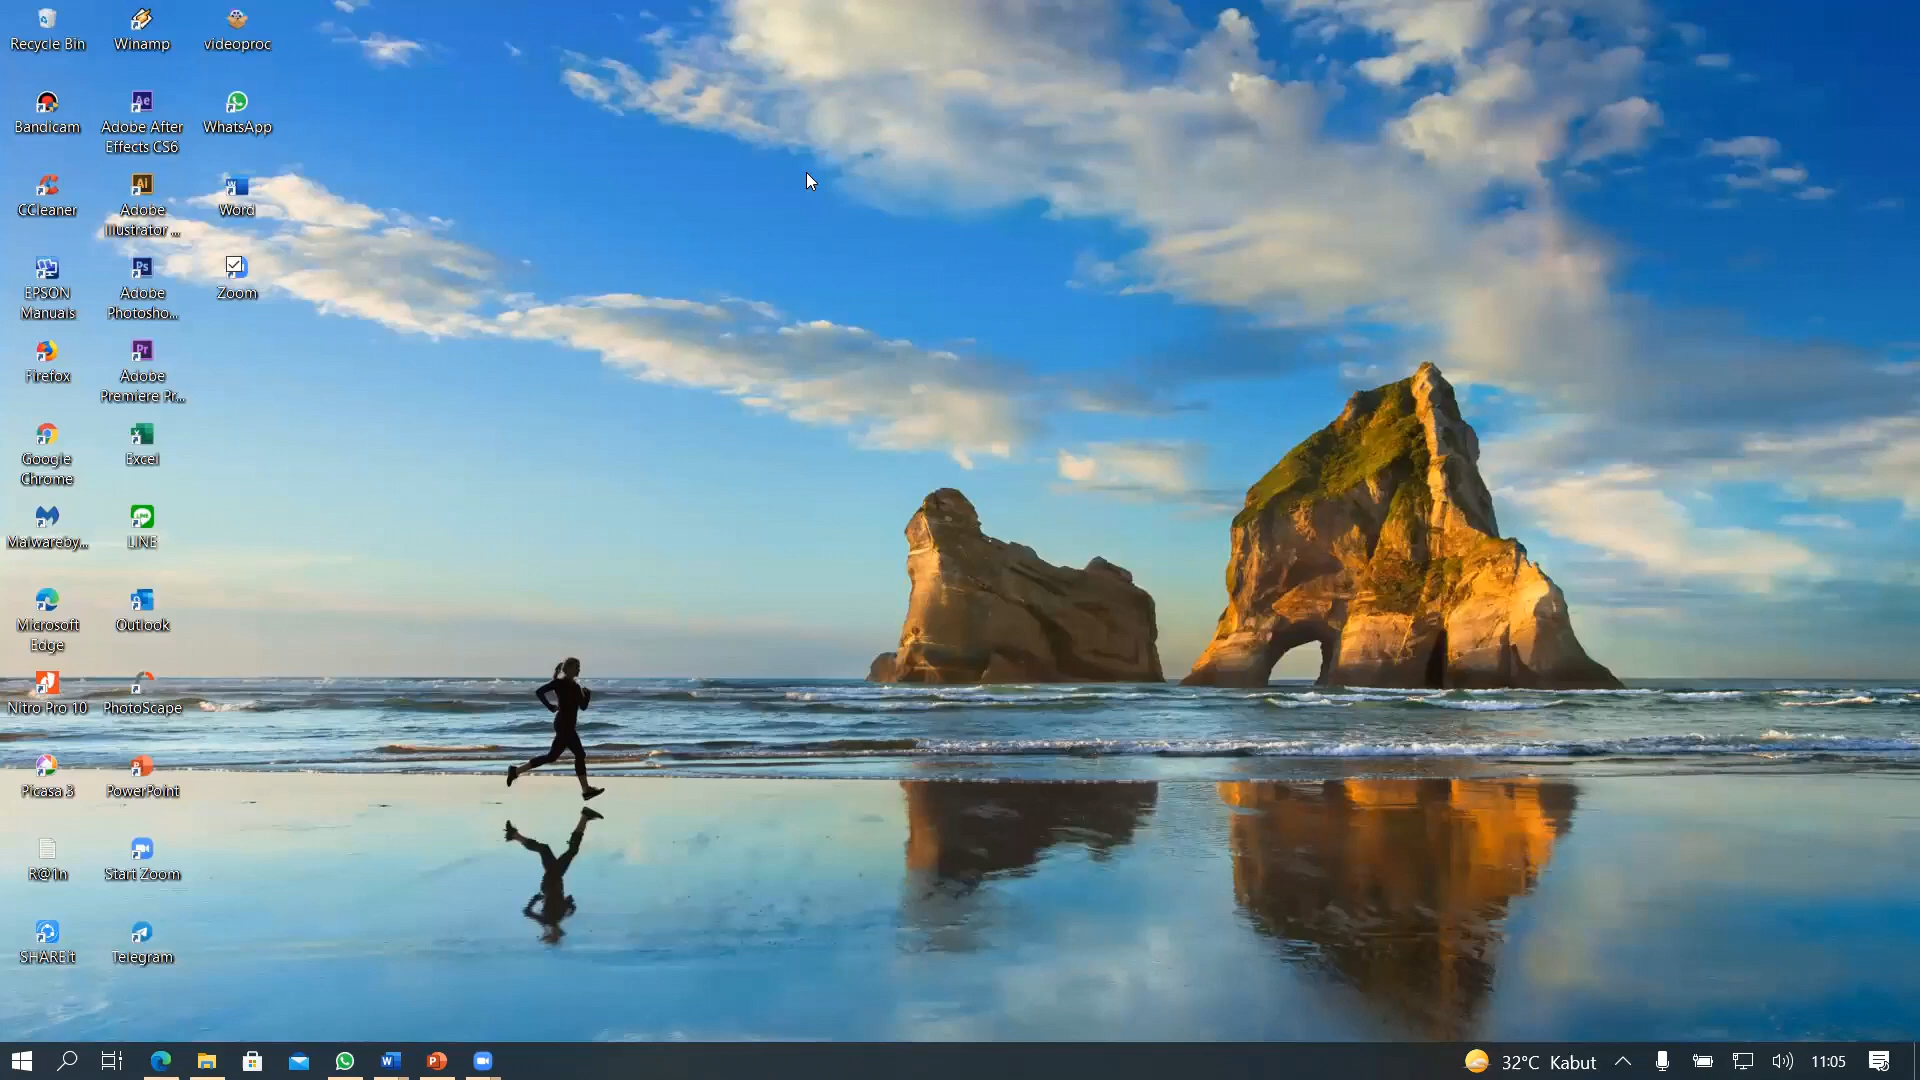 Recycle Bin
Winamp
videoproc
Bandicam
Adobe After
Effects CS6
WhatsApp
CCleaner
Adobe
Illustrator ...
Word
EPSON
Manuals
Adobe
Photosho...
Zoom
Firefox
Adobe
Premiere Pr...
Google
Chrome
Excel
Malwareby...
LINE
Microsoft
Edge
Outlook
Nitro Pro 10
PhotoScape
Picasa 3
PowerPoint
R@1n
Start Zoom
SHAREit
Telegram
32°C Kabut
11:05